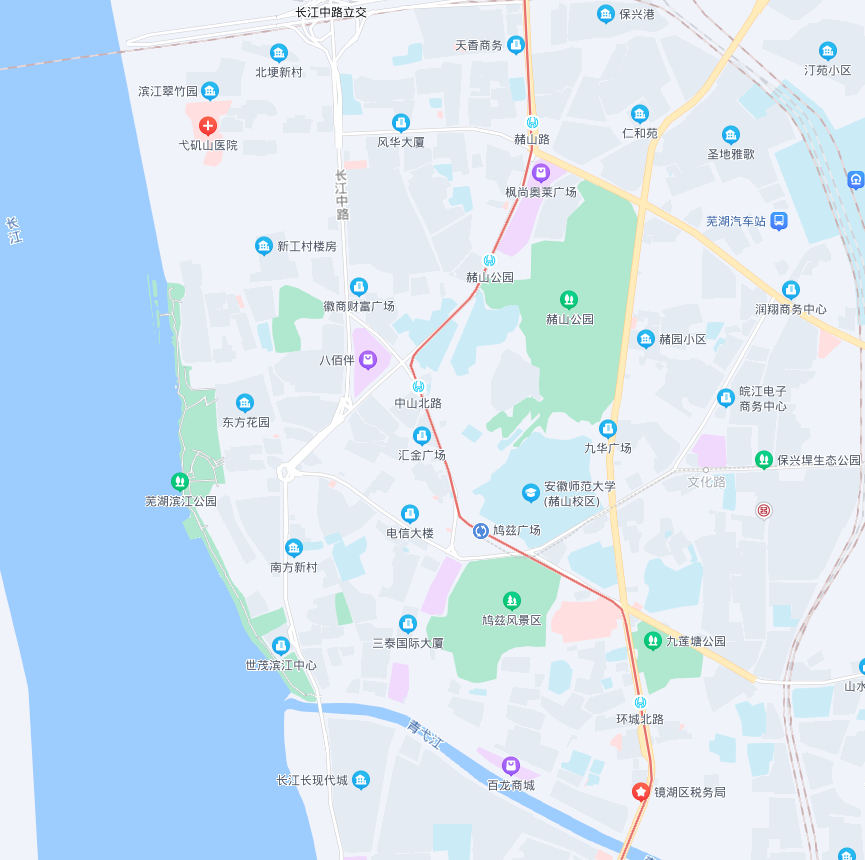 长江中路立交
保兴港
天香商务
北埂新村
汀苑小区
滨江翠竹园
弋矶山医院
风华大厦
赭山路
仁和苑
圣地雅歌
长江中路
枫尚奥莱广场
长江
芜湖汽车站
新工村楼房
赭山公园
徽商财富广场
润翔商务中心
赭山公园
赭园小区
八佰伴
东方花园
中山北路
皖江电子
商务中心
汇金广场
九华广场
保兴埕生态公园
文化路
芜湖滨江公园
安徽师范大学
(赭山校区)
电信大楼
鸠兹广场
南方新村
鸠兹风景区
三泰国际大厦
九莲塘公园
世茂滨江中心
山水
环城北路
青弋江
长江长现代城
百龙商城
镜湖区税务局